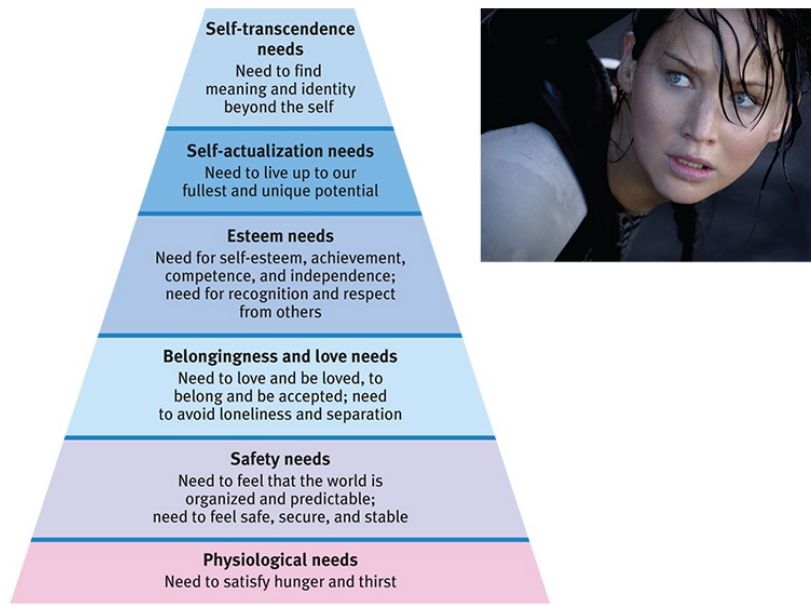 Self-transcendence
needs
Need to find
meaning and identity
beyond the self
Self-actualization needs
Need to live up to our
fullest and unique potential
Esteem needs
Need for self-esteem, achievement,
competence, and independence;
need for recognition and respect
from others
Belongingness and love needs
Need to love and be loved, to
belong and be accepted; need
to avoid loneliness and separation
Safety needs
Need to feel that the world is
organized and predictable;
need to feel safe, secure, and stable
Physiological needs
Need to satisfy hunger and thirst